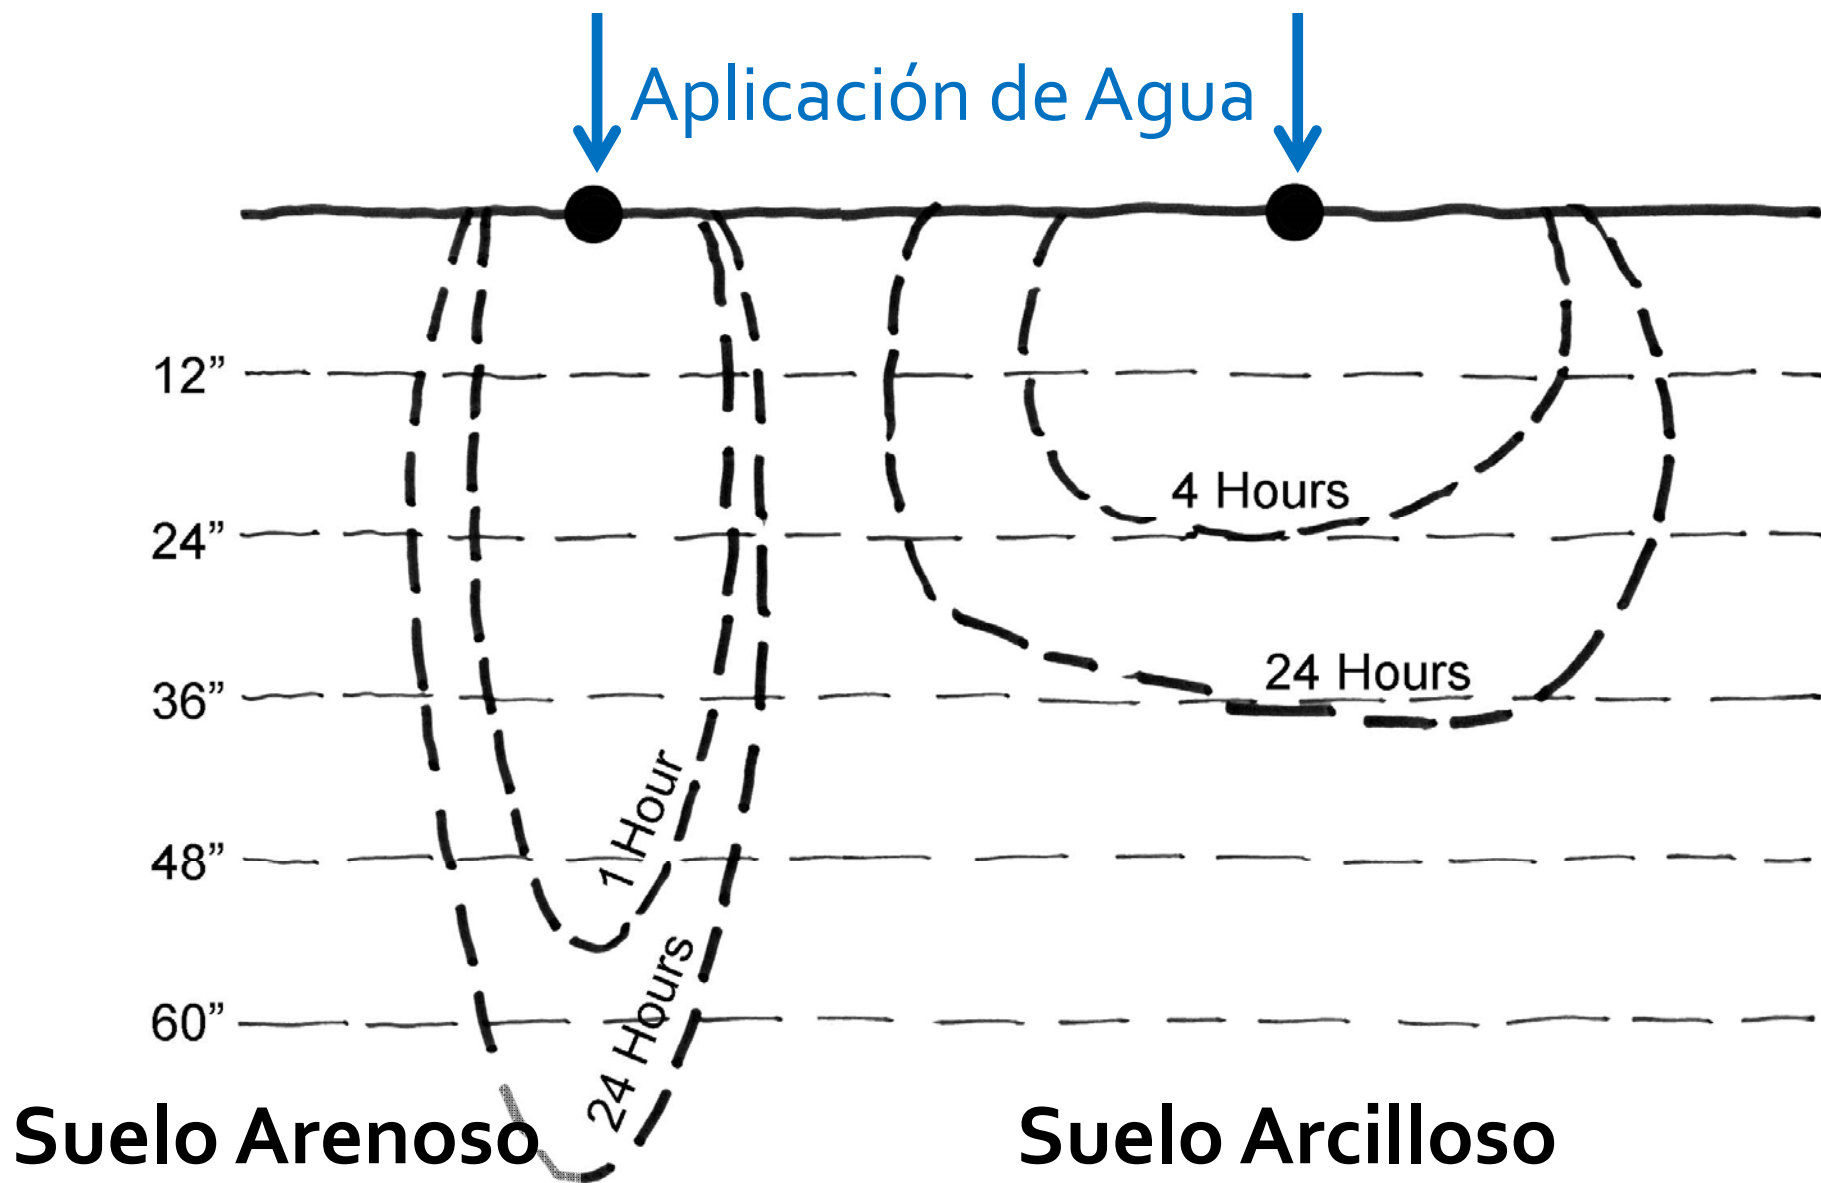 Aplicación de Agua
12”
24”
36”
48”
60”
4 Hours
24 Hours
1 Hour
24 Hours
Suelo Arenoso
Suelo Arcilloso